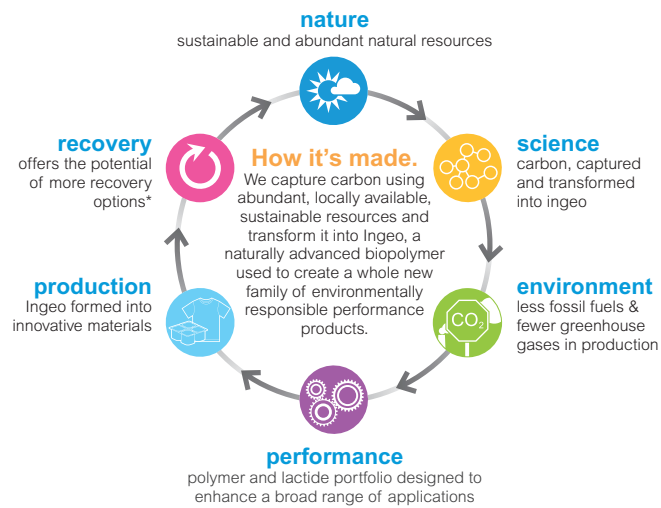 nature
sustainable and abundant natural resources
science
carbon, captured
and transformed
into ingeo
environment
less fossil fuels &
fewer greenhouse
gases in production
CO2
performance
polymer and lactide portfolio designed to
enhance a broad range of applications
production
Ingeo formed into
innovative materials
recovery
offers the potential
of more recovery
options*
How it's made.
We capture carbon using
abundant, locally available,
sustainable resources and
transform it into Ingeo, a
naturally advanced biopolymer
used to create a whole new
family of environmentally
responsible performance
products.